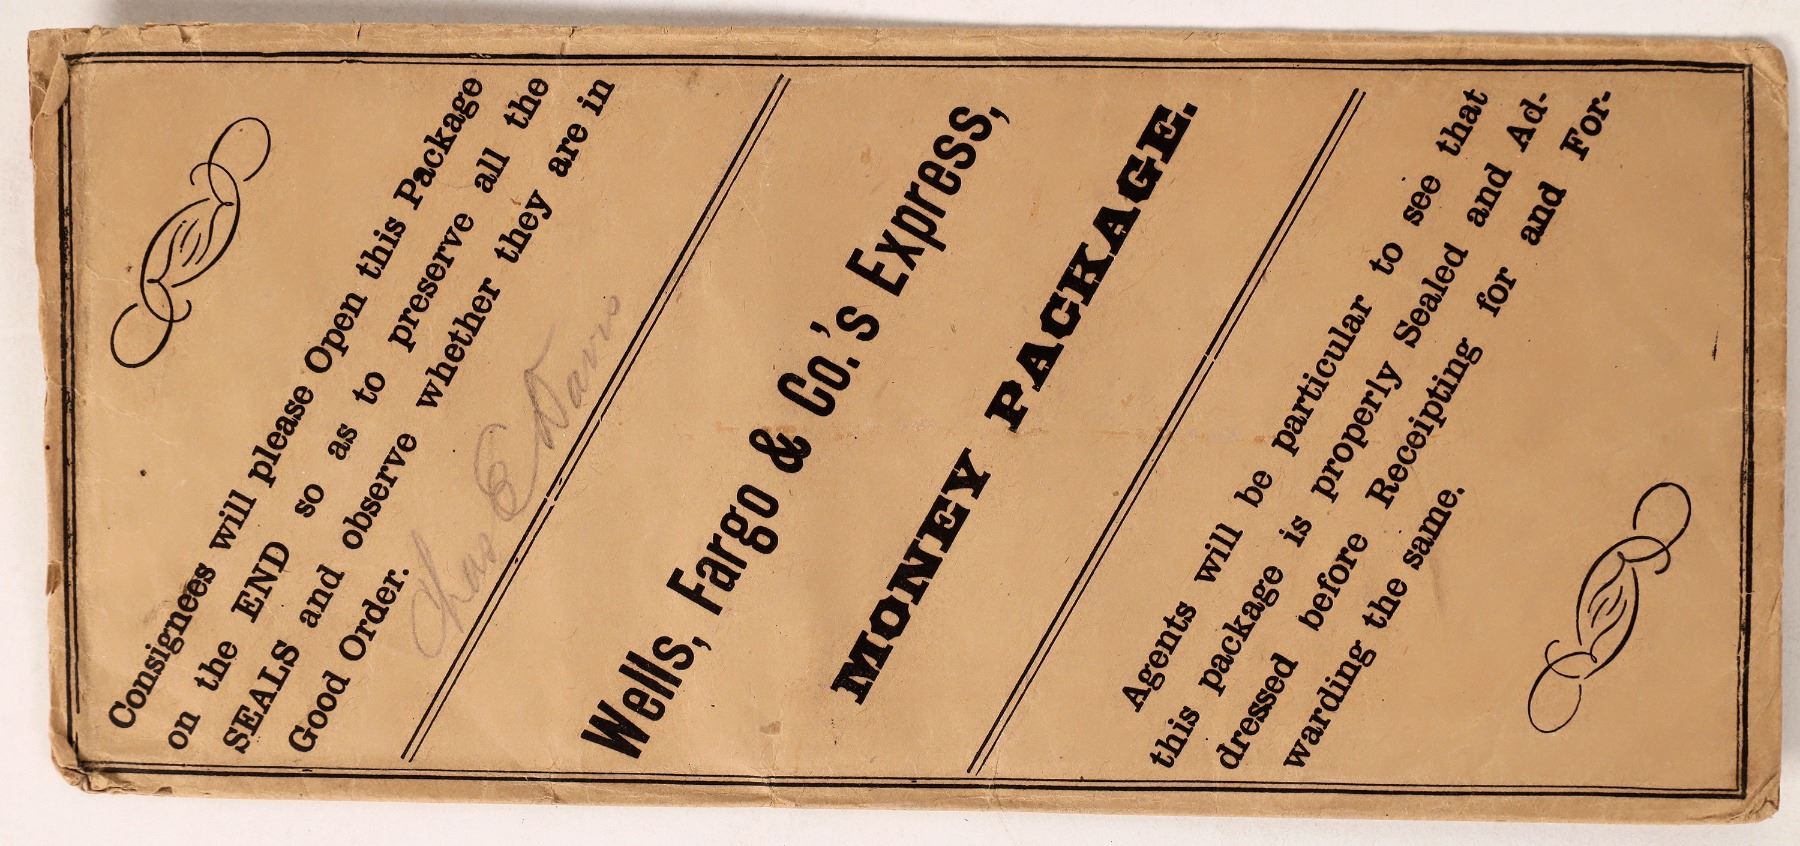 Consignees will please Open this Package
on the END so as to preserve all the
SEALS and observe whether they are in
Good Order.
Chas E Davis
Wells, Fargo & Co.'s Express,
MONEY PACKAGE.
Agents will be particular to see that
this package is properly Sealed and Ad-
dressed before Receipting for and For-
warding the same.